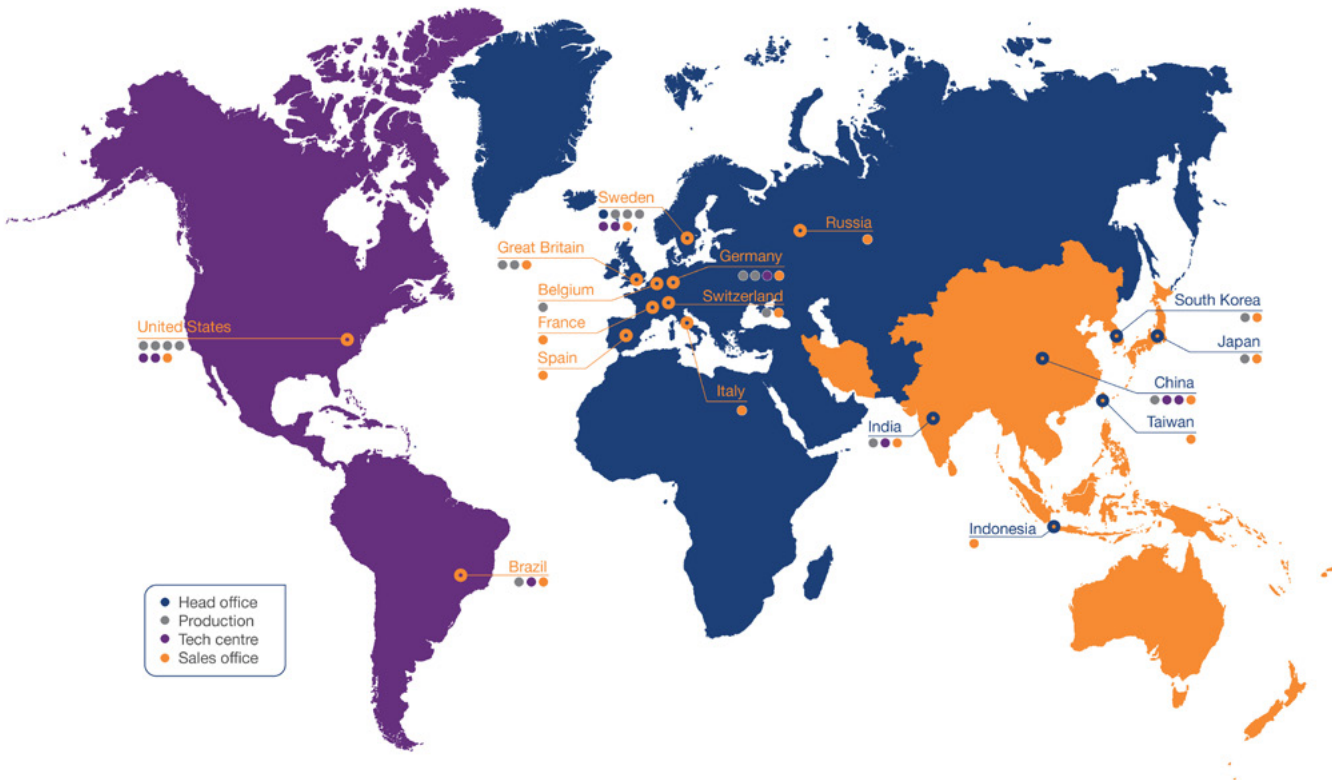 Sweden
Russia
Great Britain
Germany
Belgium
Switzerland
South Korea
France
United States
Japan
Spain
China
Italy
Taiwan
India
Indonesia
Brazil
Head office
Production
Tech centre
Sales office